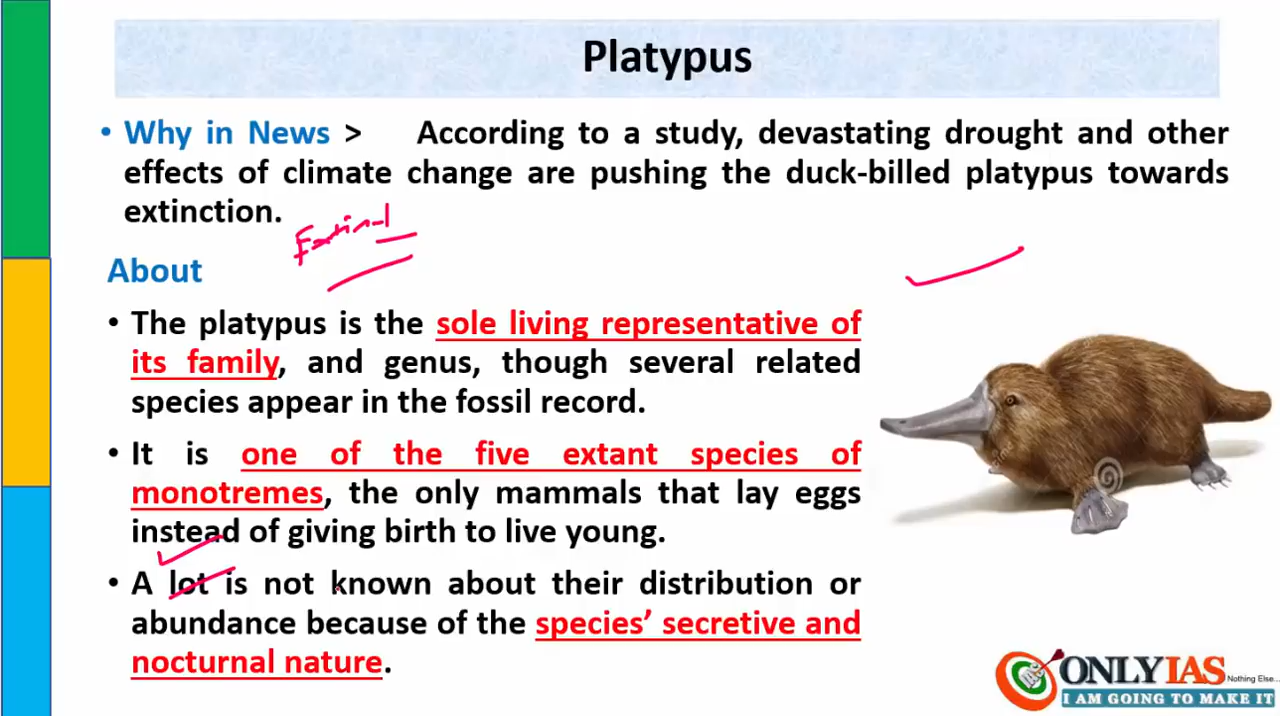 Platypus
• Why in News > According to a study, devastating drought and other
effects of climate change are pushing the duck-billed platypus towards
extinction.
About
• The platypus is the sole living representative of
its family, and genus, though several related
species appear in the fossil record.
• It is one of the five extant species of
monotremes, the only mammals that lay eggs
instead of giving birth to live young.
• A lot is not known about their distribution or
abundance because of the species’ secretive and
nocturnal nature.
ONLYIAS
Nothing Else...
I AM GOING TO MAKE IT